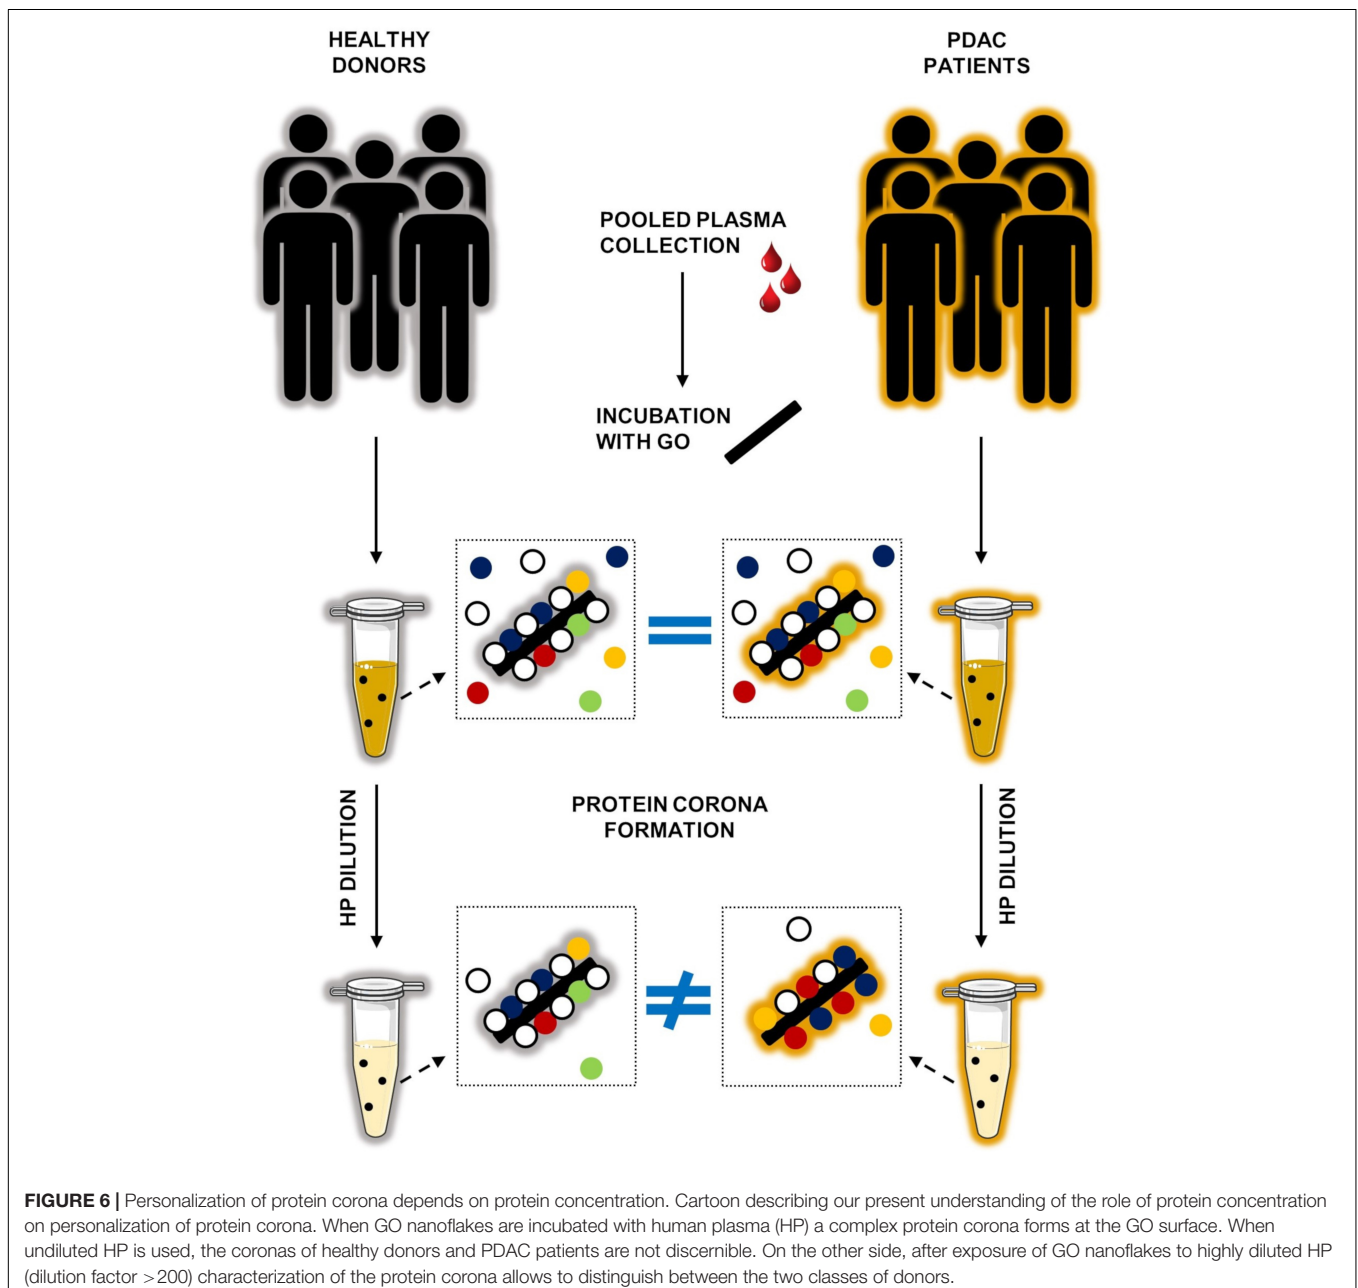 HEALTHY
DONORS
PDAC
PATIENTS
POOLED PLASMA
COLLECTION
INCUBATION
WITH GO
HP DILUTION
PROTEIN CORONA
FORMATION
HP DILUTION
FIGURE 6 | Personalization of protein corona depends on protein concentration. Cartoon describing our present understanding of the role of protein concentration
on personalization of protein corona. When GO nanoflakes are incubated with human plasma (HP) a complex protein corona forms at the GO surface. When
undiluted HP is used, the coronas of healthy donors and PDAC patients are not discernible. On the other side, after exposure of GO nanoflakes to highly diluted HP
(dilution factor >200) characterization of the protein corona allows to distinguish between the two classes of donors.